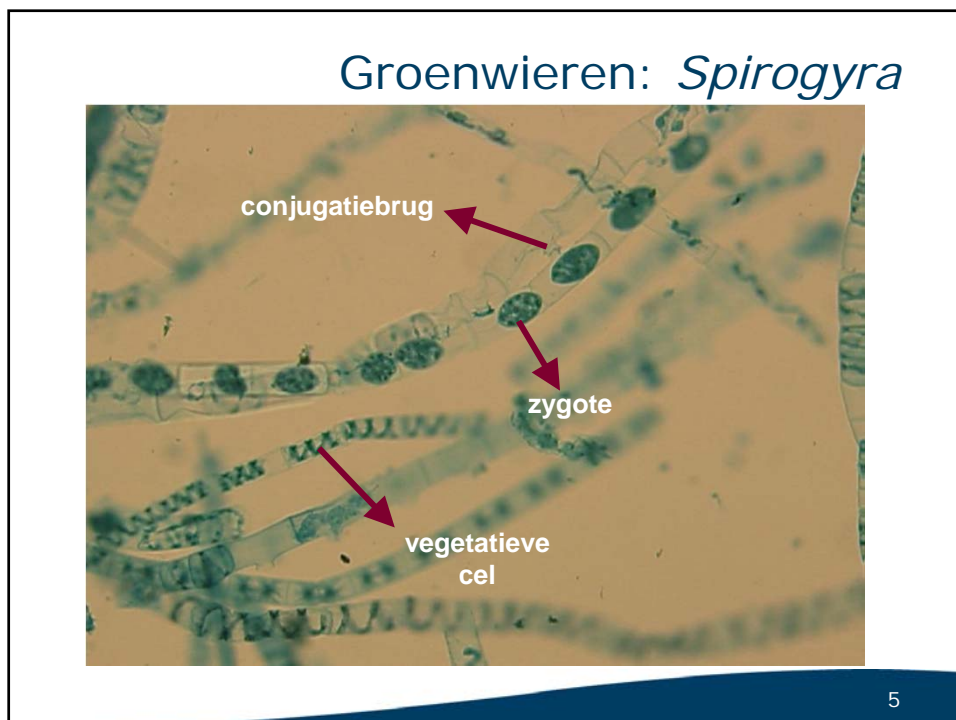 Groenwieren: Spirogyra
conjugatiebrug
zygote
vegetatieve
cel
5